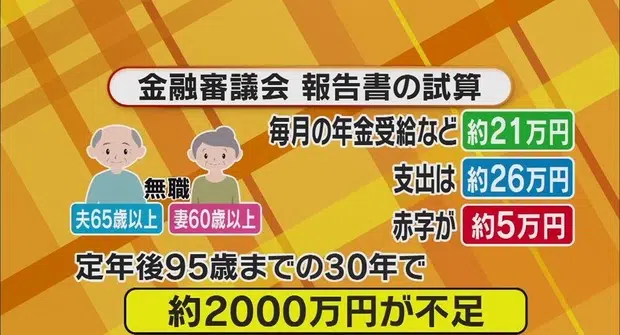 金融審議会 報告書の試算
毎月の年金受給など 約21万円
支出は 約26万円
赤字が 約5万円
無職
夫65歳以上 妻60歳以上
定年後95歳までの30年で
約2000万円が不足